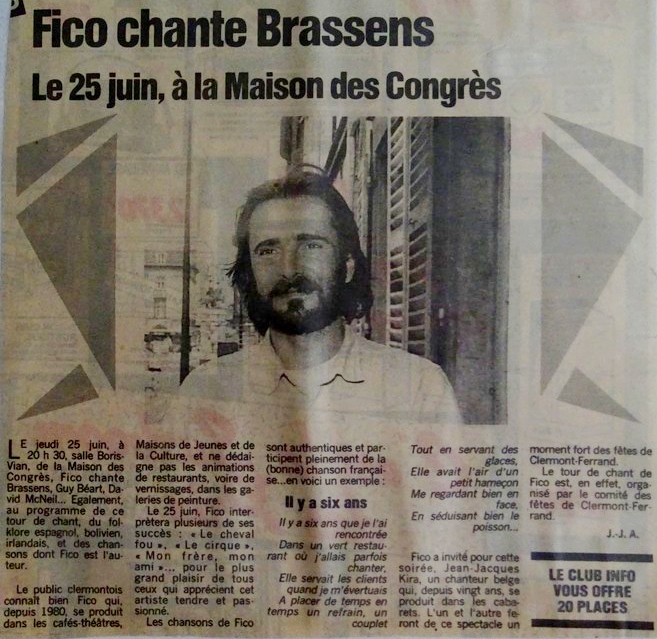 Fico chante Brassens
Le 25 juin, à la Maison des Congrès
LE jeudi 25 juin, à
20 h 30, salle Boris-
Vian, de la Maison des
Congrès, Fico chante
Brassens, Guy Béart, Da-
vid McNeil... Egalement,
au programme de ce
tour de chant, du fol-
klore espagnol, bolivien,
irlandais, et des chan-
sons dont Fico est l'au-
teur.
Le public clermontois
connaît bien Fico qui,
depuis 1980, se produit
dans les cafés-théâtres,
Maisons de Jeunes et de
la Culture, et ne dédai-
gne pas les animations
de restaurants, voire de
vernissages, dans les ga-
leries de peinture.
Le 25 juin, Fico inter-
prètera plusieurs de ses
succès : « Le cheval
fou », « Le cirque »,
« Mon frère, mon
ami »... pour le plus
grand plaisir de tous
ceux qui apprécient cet
artiste tendre et pas-
sionné.
Les chansons de Fico
sont authentiques et par-
ticipent pleinement de la
(bonne) chanson françai-
se...en voici un exemple :
Il y a six ans
Il y a six ans que je l'ai
rencontrée
Dans un vert restau-
rant où j'allais parfois
chanter,
Elle servait les clients
quand je m'évertuais
A placer de temps en
temps un refrain, un
couplet
Tout en servant des
glaces,
Elle avait l'air d'un
petit hameçon
Me regardant bien en
face,
En séduisant bien le
poisson...
Fico a invité pour cette
soirée, Jean-Jacques
Kira, un chanteur belge
qui, depuis vingt ans, se
produit dans les caba-
rets. L'un et l'autre fe-
ront de ce spectacle un
moment fort des fêtes de
Clermont-Ferrand.
Le tour de chant de
Fico est, en effet, orga-
nisé par le comité des
fêtes de Clermont-Fer-
rand.
J.-J. A.
LE CLUB INFO
VOUS OFFRE
20 PLACES